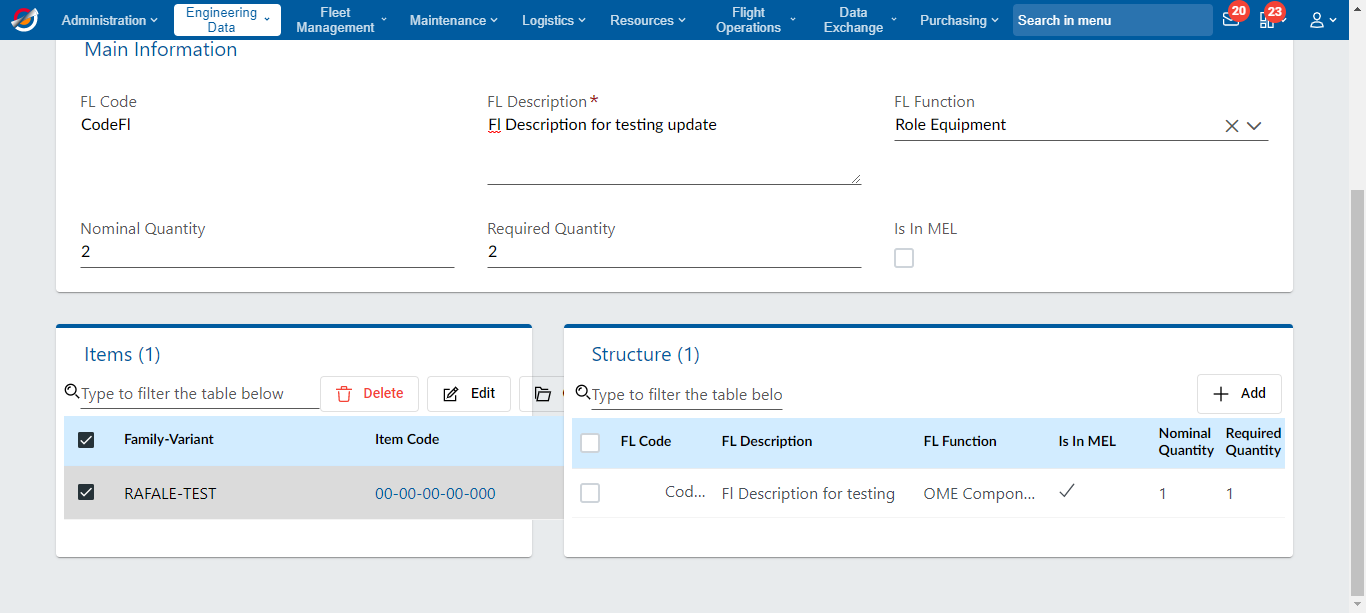 Administration
Engineering
Data
Fleet
Management
Maintenance
Logistics
Resources
Flight
Operations
Data
Exchange
Purchasing
Search in menu
20
23
Main Information
FL Code
CodeFl
FL Description*
Fl Description for testing update
FL Function
Role Equipment
Nominal Quantity
2
Required Quantity
2
Is In MEL
Items (1)
Type to filter the table below
Delete
Edit
Family-Variant
Item Code
RAFALE-TEST
00-00-00-00-000
Structure (1)
Type to filter the table belo
Add
FL Code
FL Description
FL Function
Is In MEL
Nominal
Quantity
Required
Quantity
Cod...
Fl Description for testing
OME Compon...
1
1